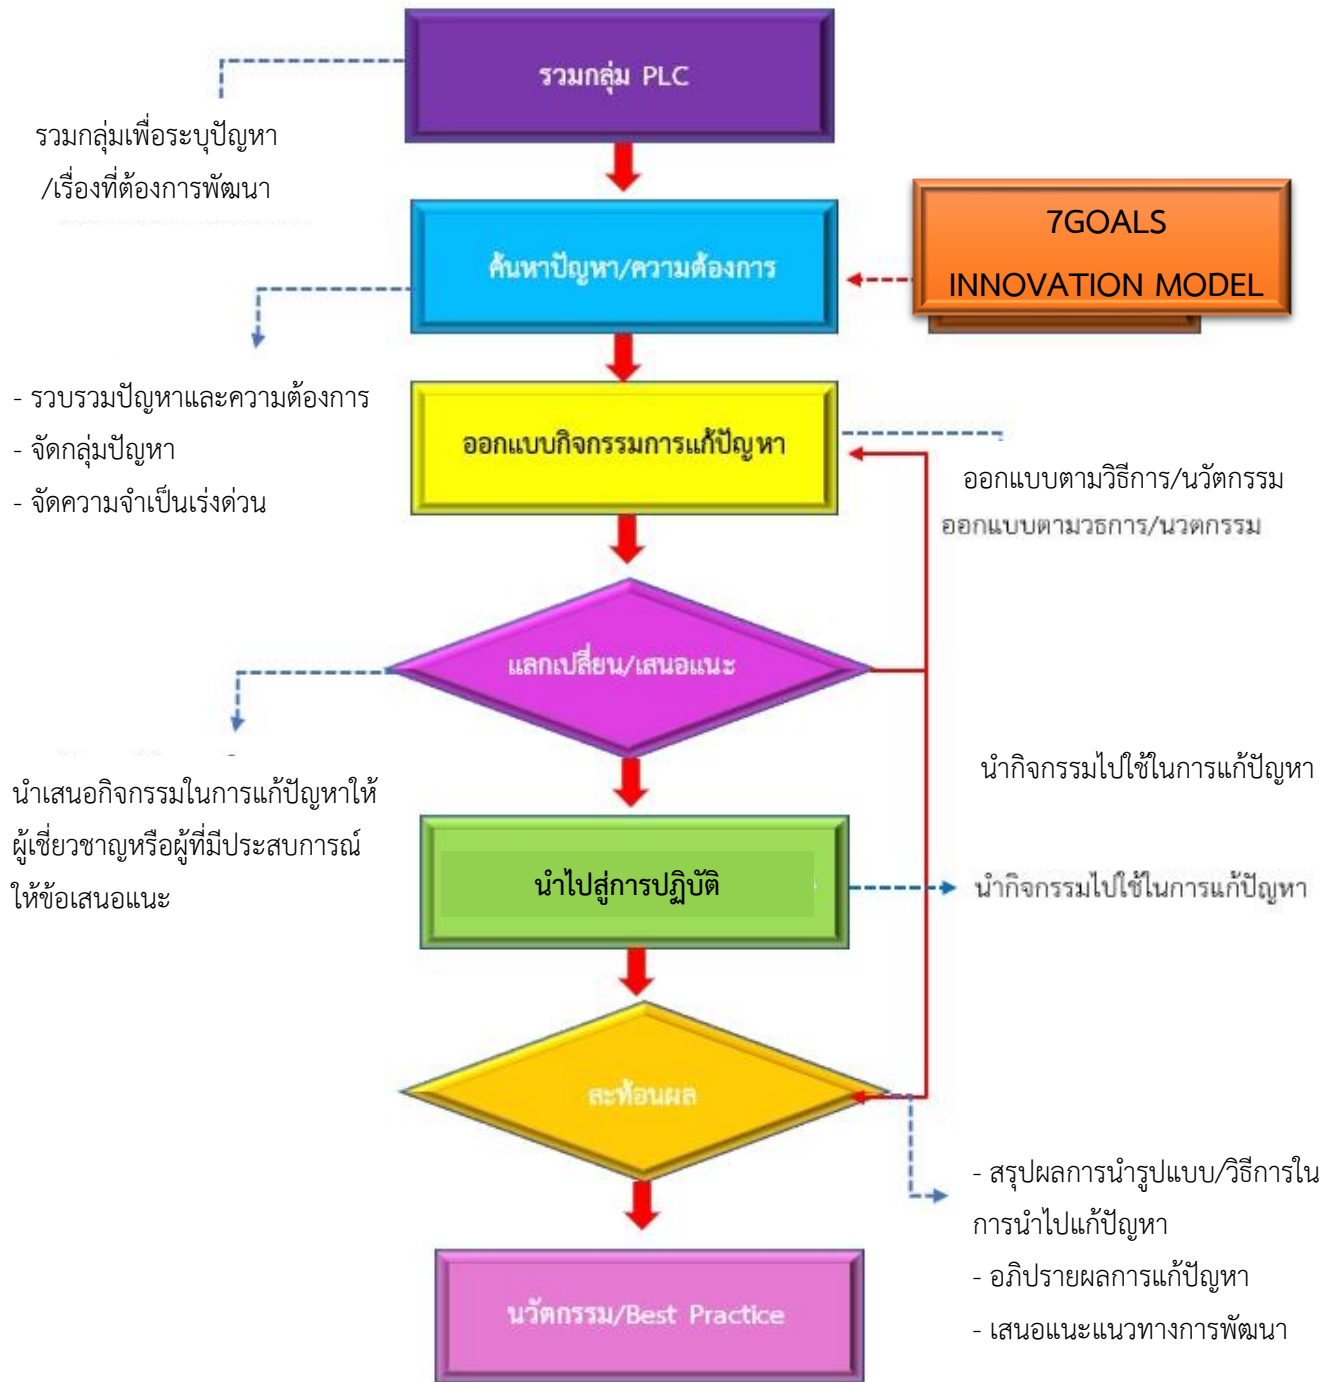 รวมกลุ่ม PLC
รวมกลุ่มเพื่อระบุปัญหา
/เรื่องที่ต้องการพัฒนา
7GOALS
INNOVATION MODEL
ค้นหาปัญหา/ความต้องการ
- รวบรวมปัญหาและความต้องการ
- จัดกลุ่มปัญหา
- จัดความจำเป็นเร่งด่วน
ออกแบบกิจกรรมการแก้ปัญหา
ออกแบบตามวิธีการ/นวัตกรรม
ออกแบบตามวธการ/นวตกรรม
แลกเปลี่ยน/เสนอแนะ
นำเสนอกิจกรรมในการแก้ปัญหาให้
ผู้เชี่ยวชาญหรือผู้ที่มีประสบการณ์
ให้ข้อเสนอแนะ
นำกิจกรรมไปใช้ในการแก้ปัญหา
นำไปสู่การปฏิบัติ
นำกิจกรรมไปใช้ในการแก้ปัญหา
สะท้อนผล
- สรุปผลการนำรูปแบบ/วิธีการใน
การนำไปแก้ปัญหา
- อภิปรายผลการแก้ปัญหา
- เสนอแนะแนวทางการพัฒนา
นวัตกรรม/Best Practice